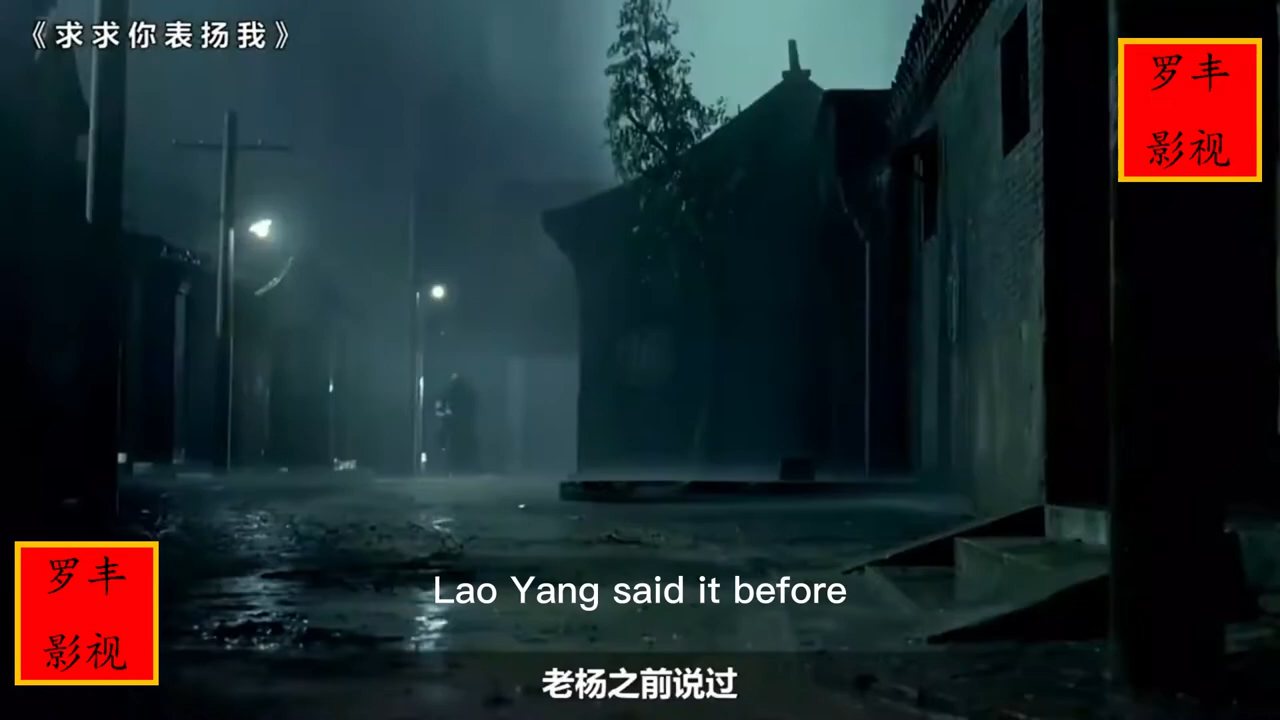 《求求你表扬我》
罗丰
影视
罗丰
影视
Lao Yang said it before
老杨之前说过